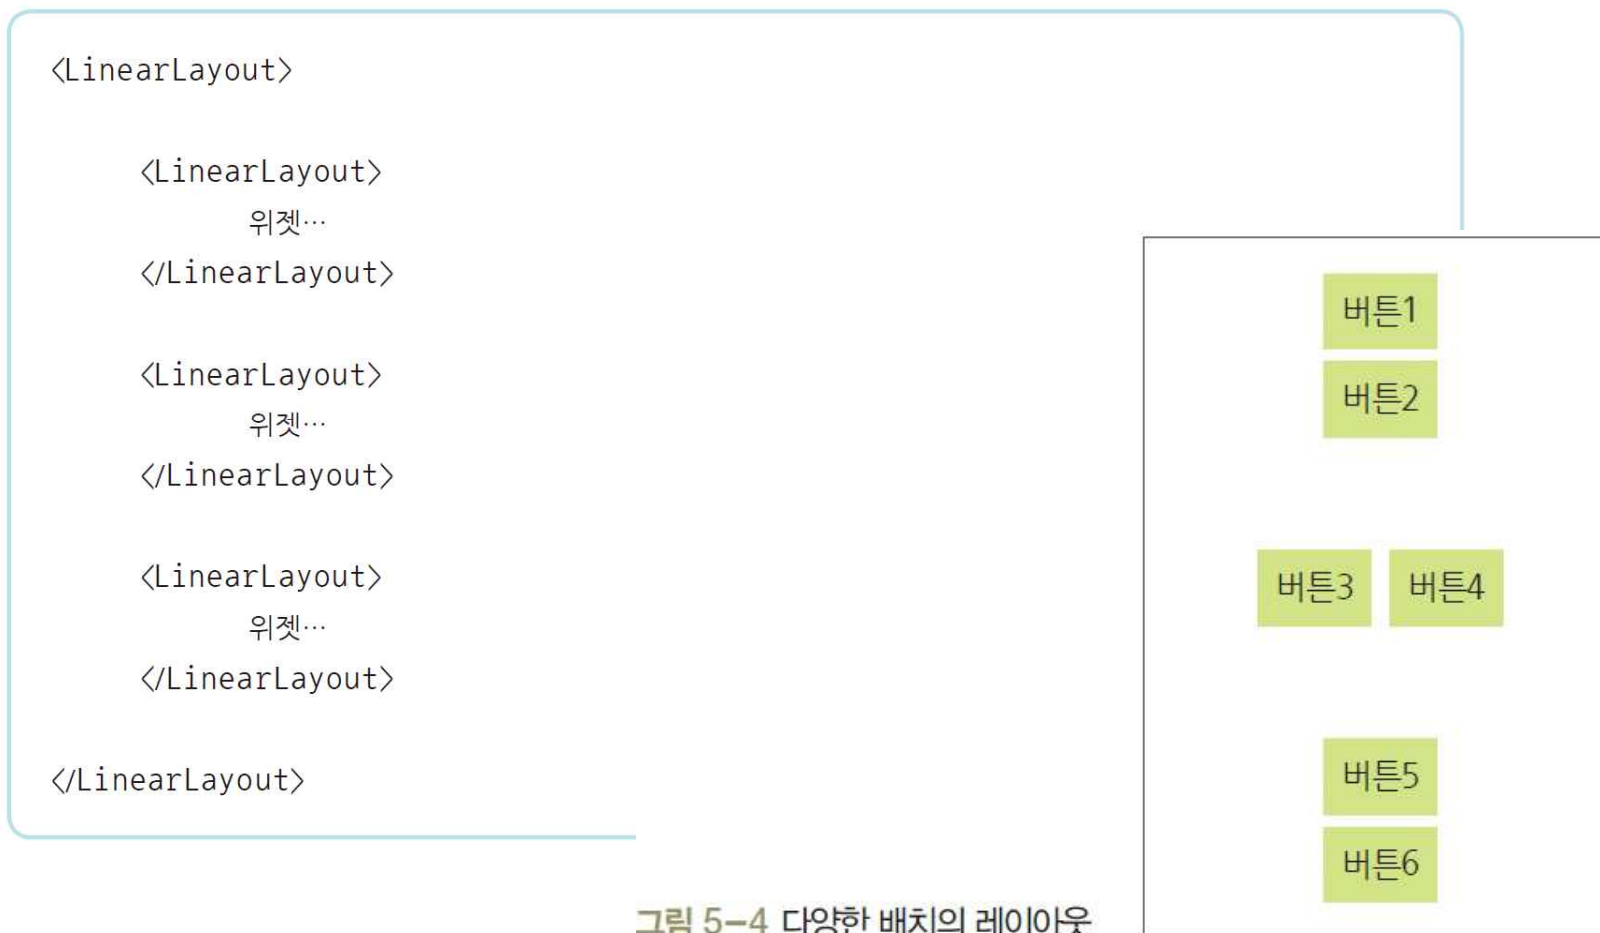 <LinearLayout>
<LinearLayout>
위젯…
</LinearLayout>
<LinearLayout>
위젯…
</LinearLayout>
<LinearLayout>
위젯…
</LinearLayout>
</LinearLayout>
버튼1
버튼2
버튼3 버튼4
버튼5
버튼6
그림 5-4 다양한 배치의 레이아웃